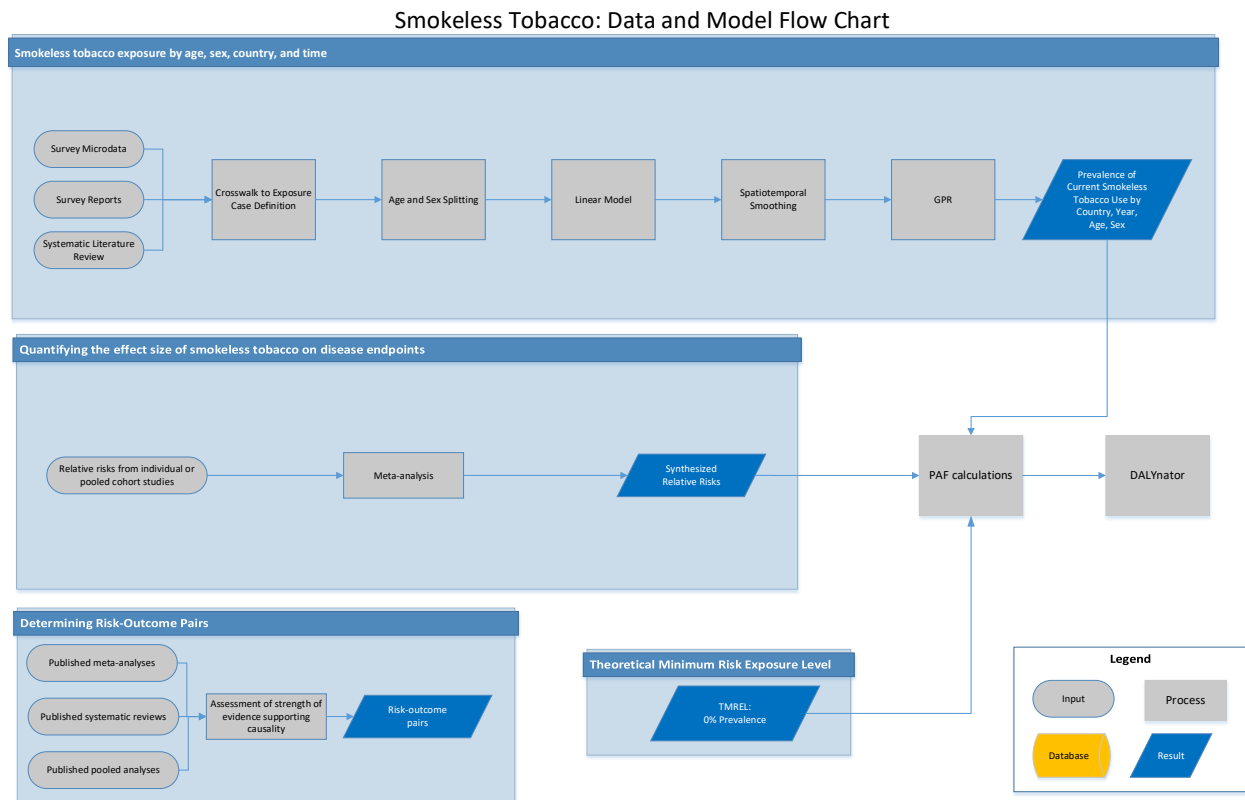 Smokeless Tobacco: Data and Model Flow Chart
Smokeless tobacco exposure by age, sex, country, and time
Survey Microdata
Survey Reports
Systematic Literature
Review
Crosswalk to Exposure
Case Definition
Age and Sex Splitting
Linear Model
Spatiotemporal
Smoothing
GPR
Prevalence of
Current Smokeless
Tobacco Use by
Country, Year,
Age, Sex
Quantifying the effect size of smokeless tobacco on disease endpoints
Relative risks from individual or
pooled cohort studies
Meta-analysis
Synthesized
Relative Risks
PAF calculations
DALYnator
Determining Risk-Outcome Pairs
Published meta-analyses
Published systematic reviews
Published pooled analyses
Assessment of strength of
evidence supporting
causality
Risk-outcome
pairs
Theoretical Minimum Risk Exposure Level
TMREL:
0% Prevalence
Legend
Input
Process
Database
Result